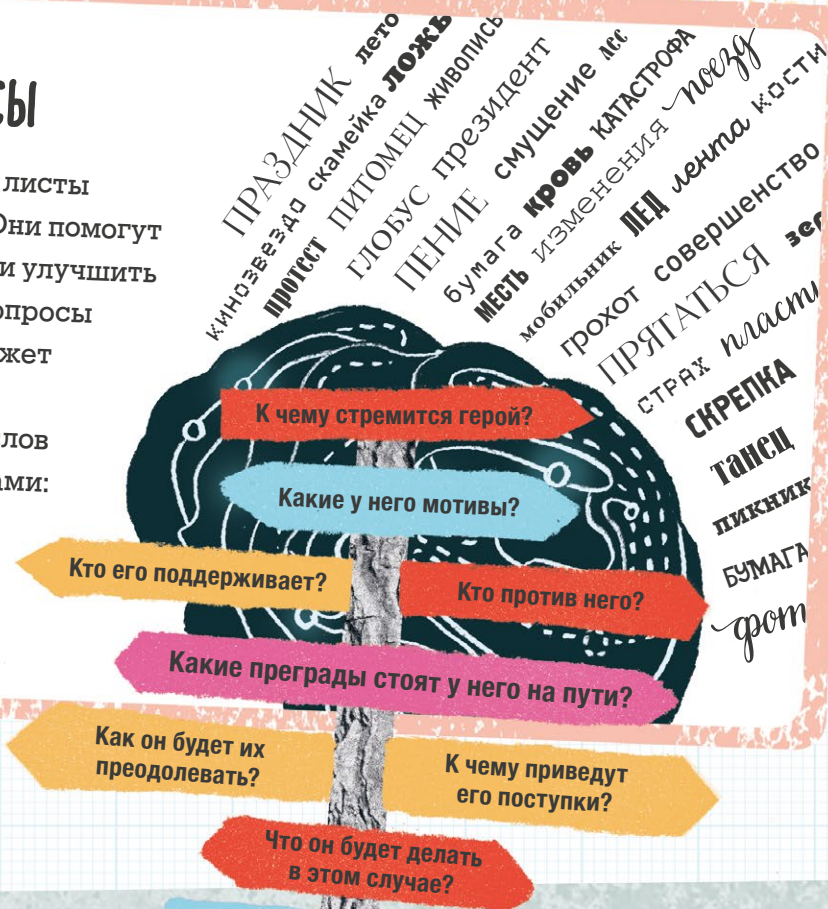 листы
Они помогут
и улучшить
опросы
жет
лов
ами:
ПРАЗДНИК лето
кинозвезда скамейка ложь
протест ПИТОМЕЦ живопись
ГЛОБУС президент
ПЕНИЕ смущение лес
бумага кровь КАТАСТРОФА
МЕСТЬ изменения поезд
мобильник ЛЕД лента кости
грохот совершенство
ПРЯТАТЬСЯ
СТРАХ
СКРЕПКА
танец
пикник
БУМАГА
К чему стремится герой?
Какие у него мотивы?
Кто его поддерживает?
Кто против него?
Какие преграды стоят у него на пути?
Как он будет их
преодолевать?
К чему приведут
его поступки?
Что он будет делать
в этом случае?